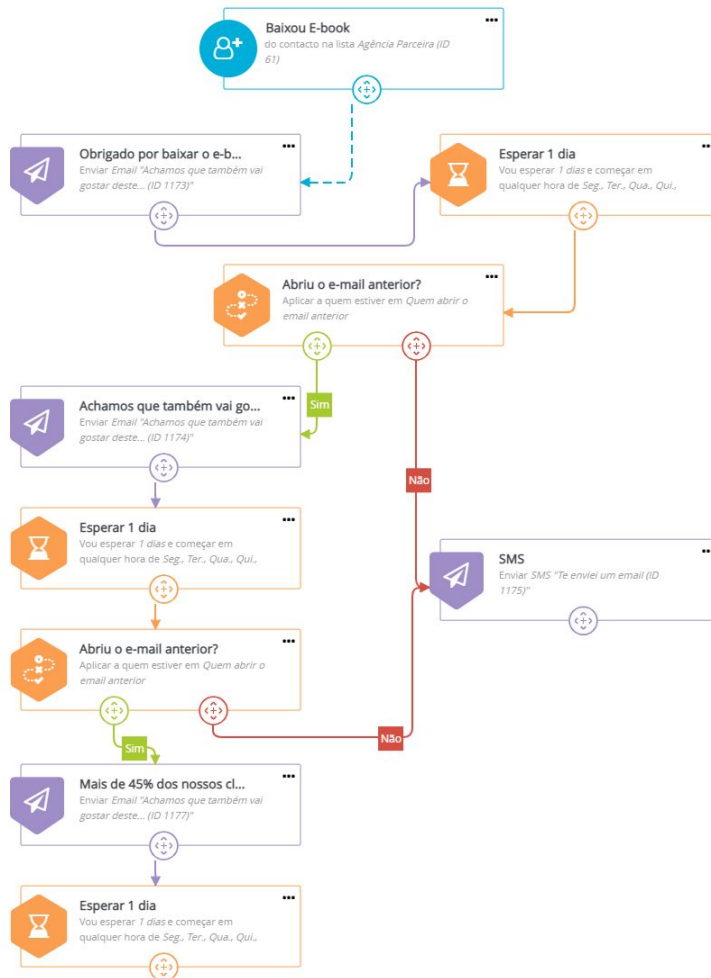 Baixou E-book
do contacto na lista Agência Parceira (ID
61)
Obrigado por baixar o e-b...
Enviar Email "Achamos que também vai
gostar deste... (ID 1173)"
Esperar 1 dia
Vou esperar 1 dias e começar em
qualquer hora de Seg., Ter., Qua., Qui.,
Abriu o e-mail anterior?
Aplicar a quem estiver em Quem abrir o
email anterior
Sim
Achamos que também vai go...
Enviar Email "Achamos que também vai
gostar deste... (ID 1174)"
Não
Esperar 1 dia
Vou esperar 1 dias e começar em
qualquer hora de Seg., Ter., Qua., Qui.,
SMS
Enviar SMS "Te enviei um email (ID
1175)"
Abriu o e-mail anterior?
Aplicar a quem estiver em Quem abrir o
email anterior
Sim
Não
Mais de 45% dos nossos cl...
Enviar Email "Achamos que também vai
gostar deste... (ID 1177)"
Esperar 1 dia
Vou esperar 1 dias e começar em
qualquer hora de Seg., Ter., Qua., Qui.,